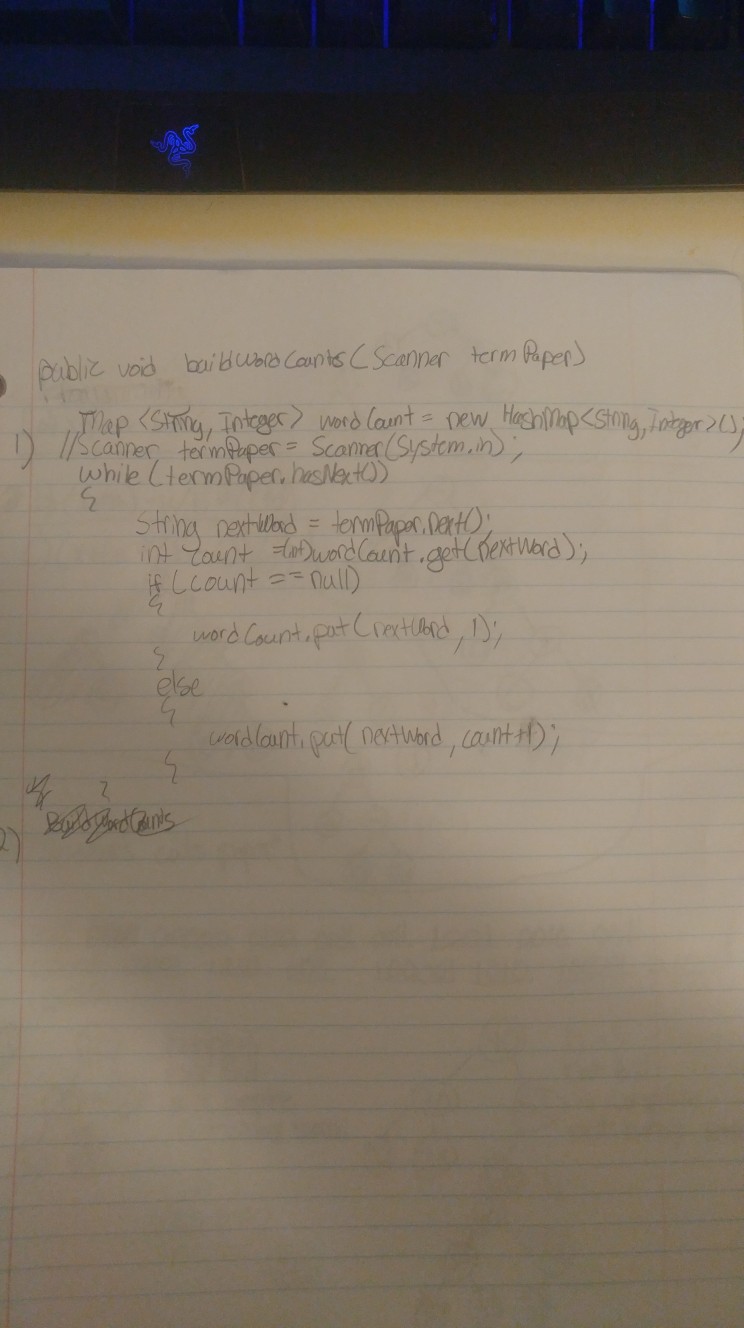 public void buildWordCounts(Scanner termPaper)
Map <String, Integer> wordCount = new HashMap<String, Integer>();
1) //Scanner termPaper = Scanner(System.in);
while (termPaper.hasNext())
{
String nextWord = termPaper.next();
int count =(int)wordCount.get(nextWord);
if (count == null)
{
wordCount.put(nextWord, 1);
}
else
{
wordCount.put(nextWord, count+1);
}
}
2)